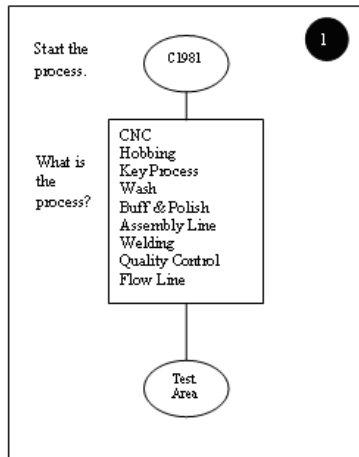 1
Start the
process.
C1981
What is
the
process?
CNC
Hobbing
Key Process
Wash
Buff & Polish
Assembly Line
Welding
Quality Control
Flow Line
Test
Area